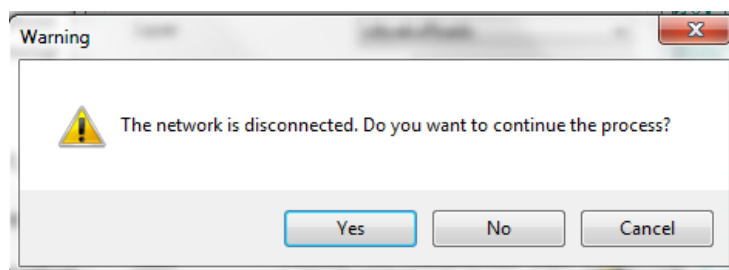 Warning
The network is disconnected. Do you want to continue the process?
Yes
No
Cancel